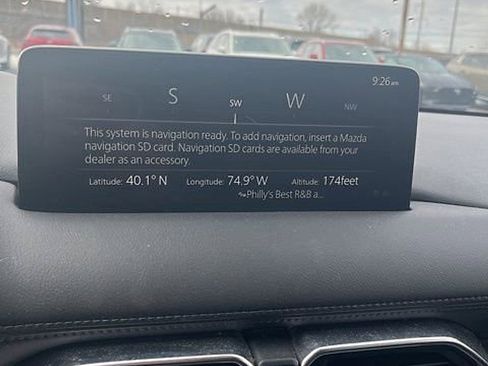 9:26 am
SE S SW W NW
This system is navigation ready. To add navigation, insert a Mazda
navigation SD card. Navigation SD cards are available from your
dealer as an accessory.
Latitude: 40.1° N Longitude: 74.9° W Altitude: 174feet
Philly's Best R&B a...